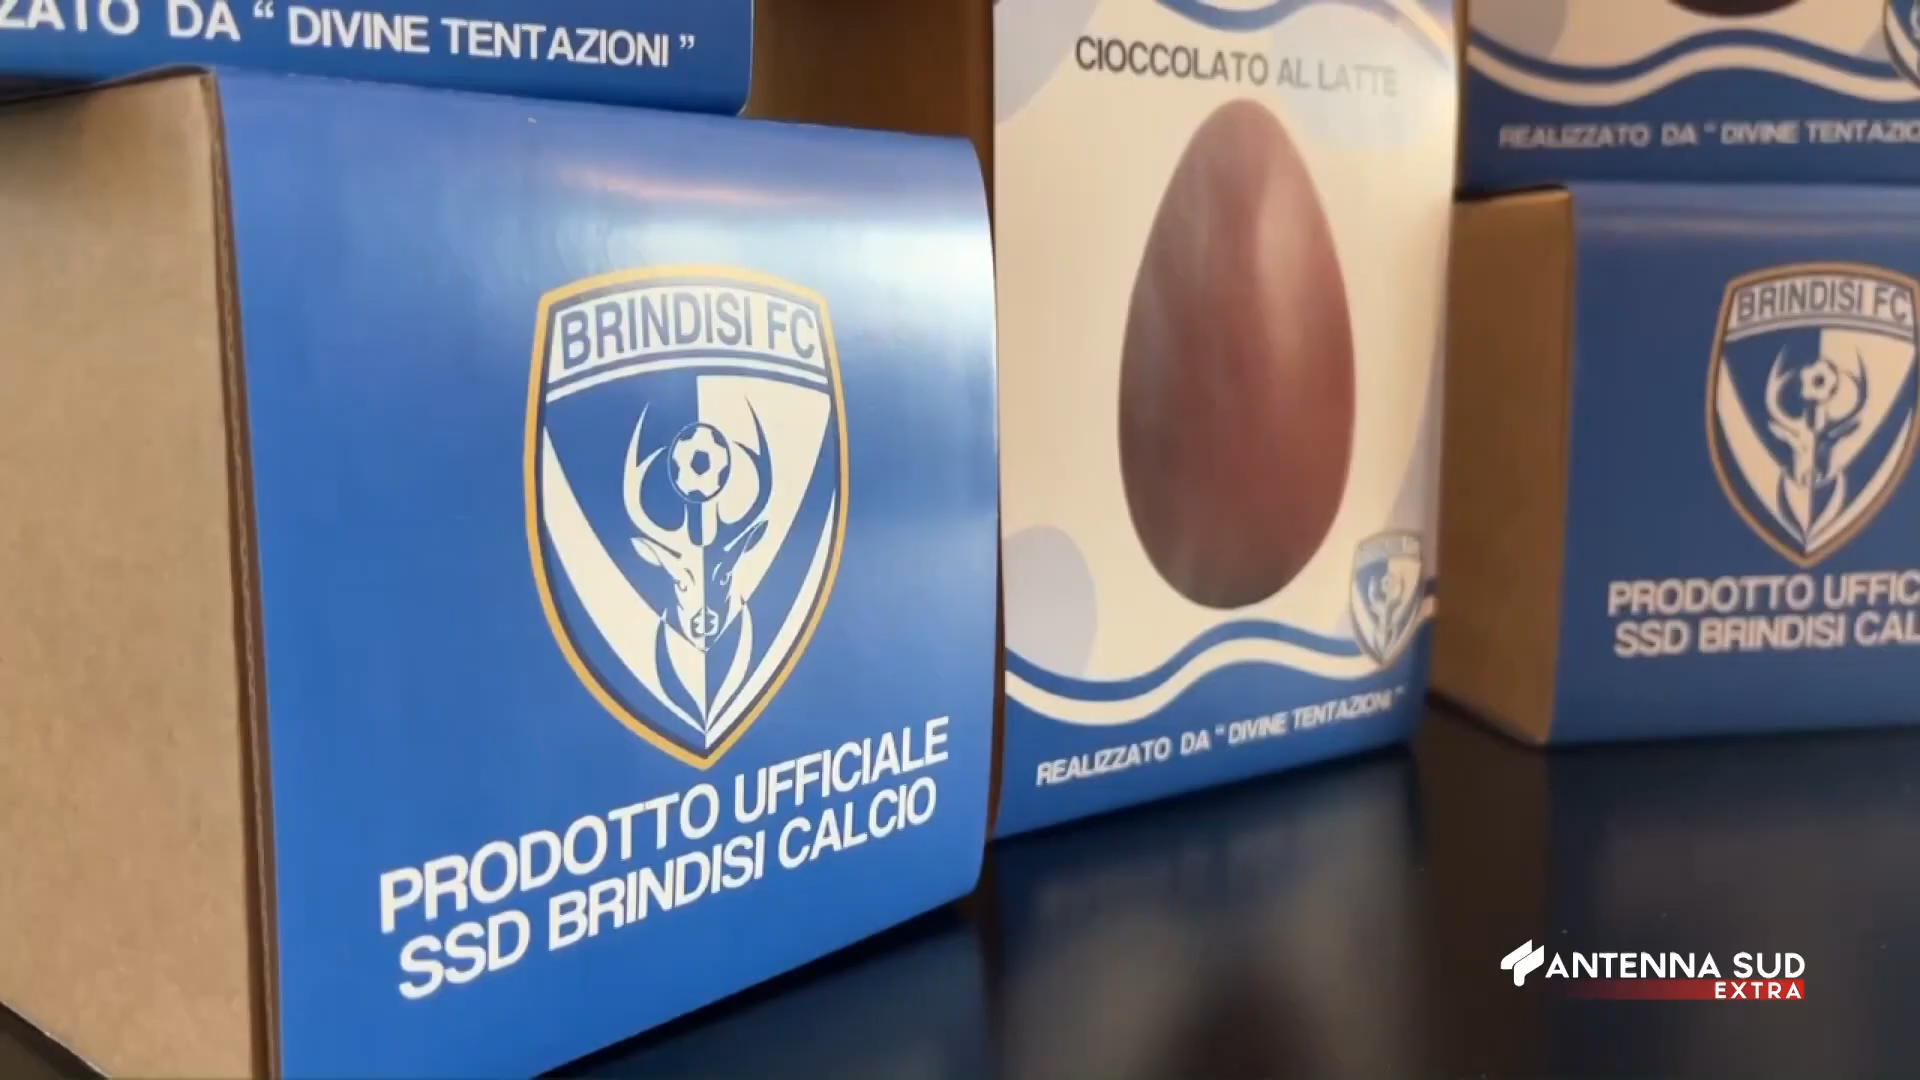 ZATO DA “ DIVINE TENTAZIONI ”
BRINDISI FC
PRODOTTO UFFICIALE
SSD BRINDISI CALCIO
CIOCCOLATO AL LATTE
REALIZZATO DA “ DIVINE TENTAZIONI ”
REALIZZATO DA “ DIVINE TENTAZIO
BRINDISI FC
PRODOTTO UFFIC
SSD BRINDISI CAL
ANTENNA SUD
EXTRA